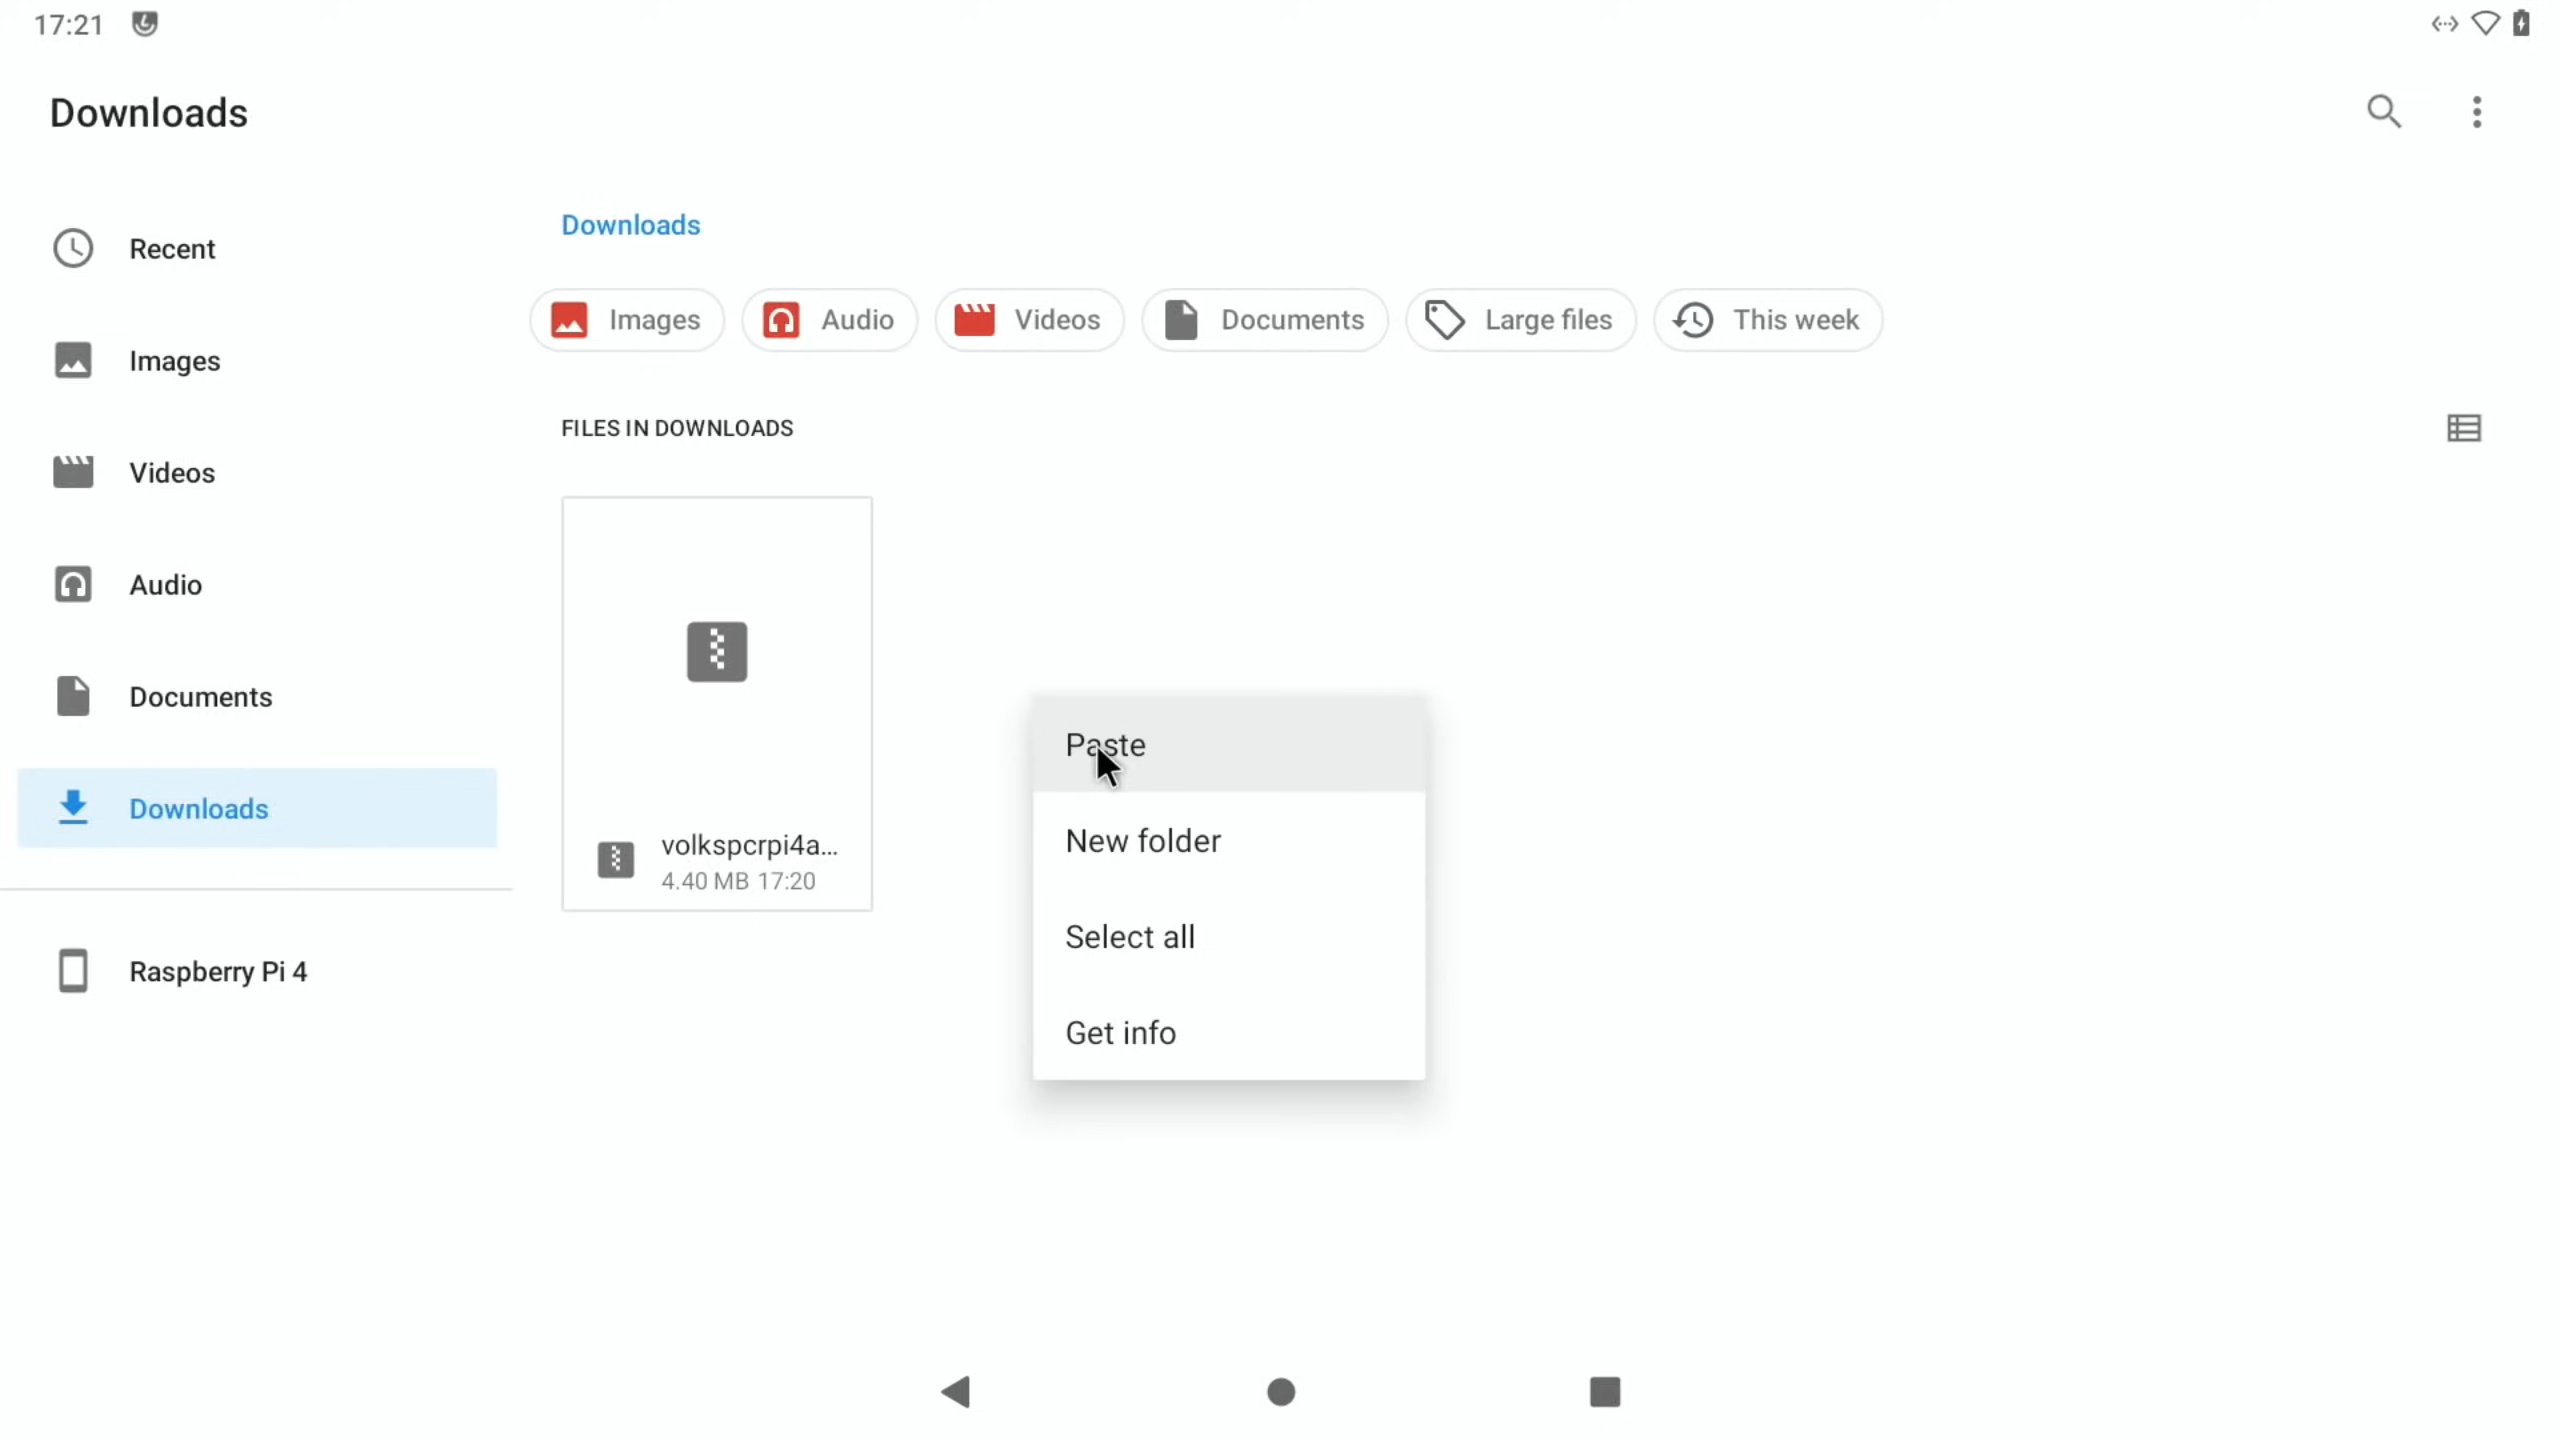 17:21
Downloads
Recent
Images
Videos
Audio
Documents
Downloads
Raspberry Pi 4
Downloads
Images
Audio
Videos
Documents
Large files
This week
FILES IN DOWNLOADS
volkspcrpi4a...
4.40 MB 17:20
Paste
New folder
Select all
Get info